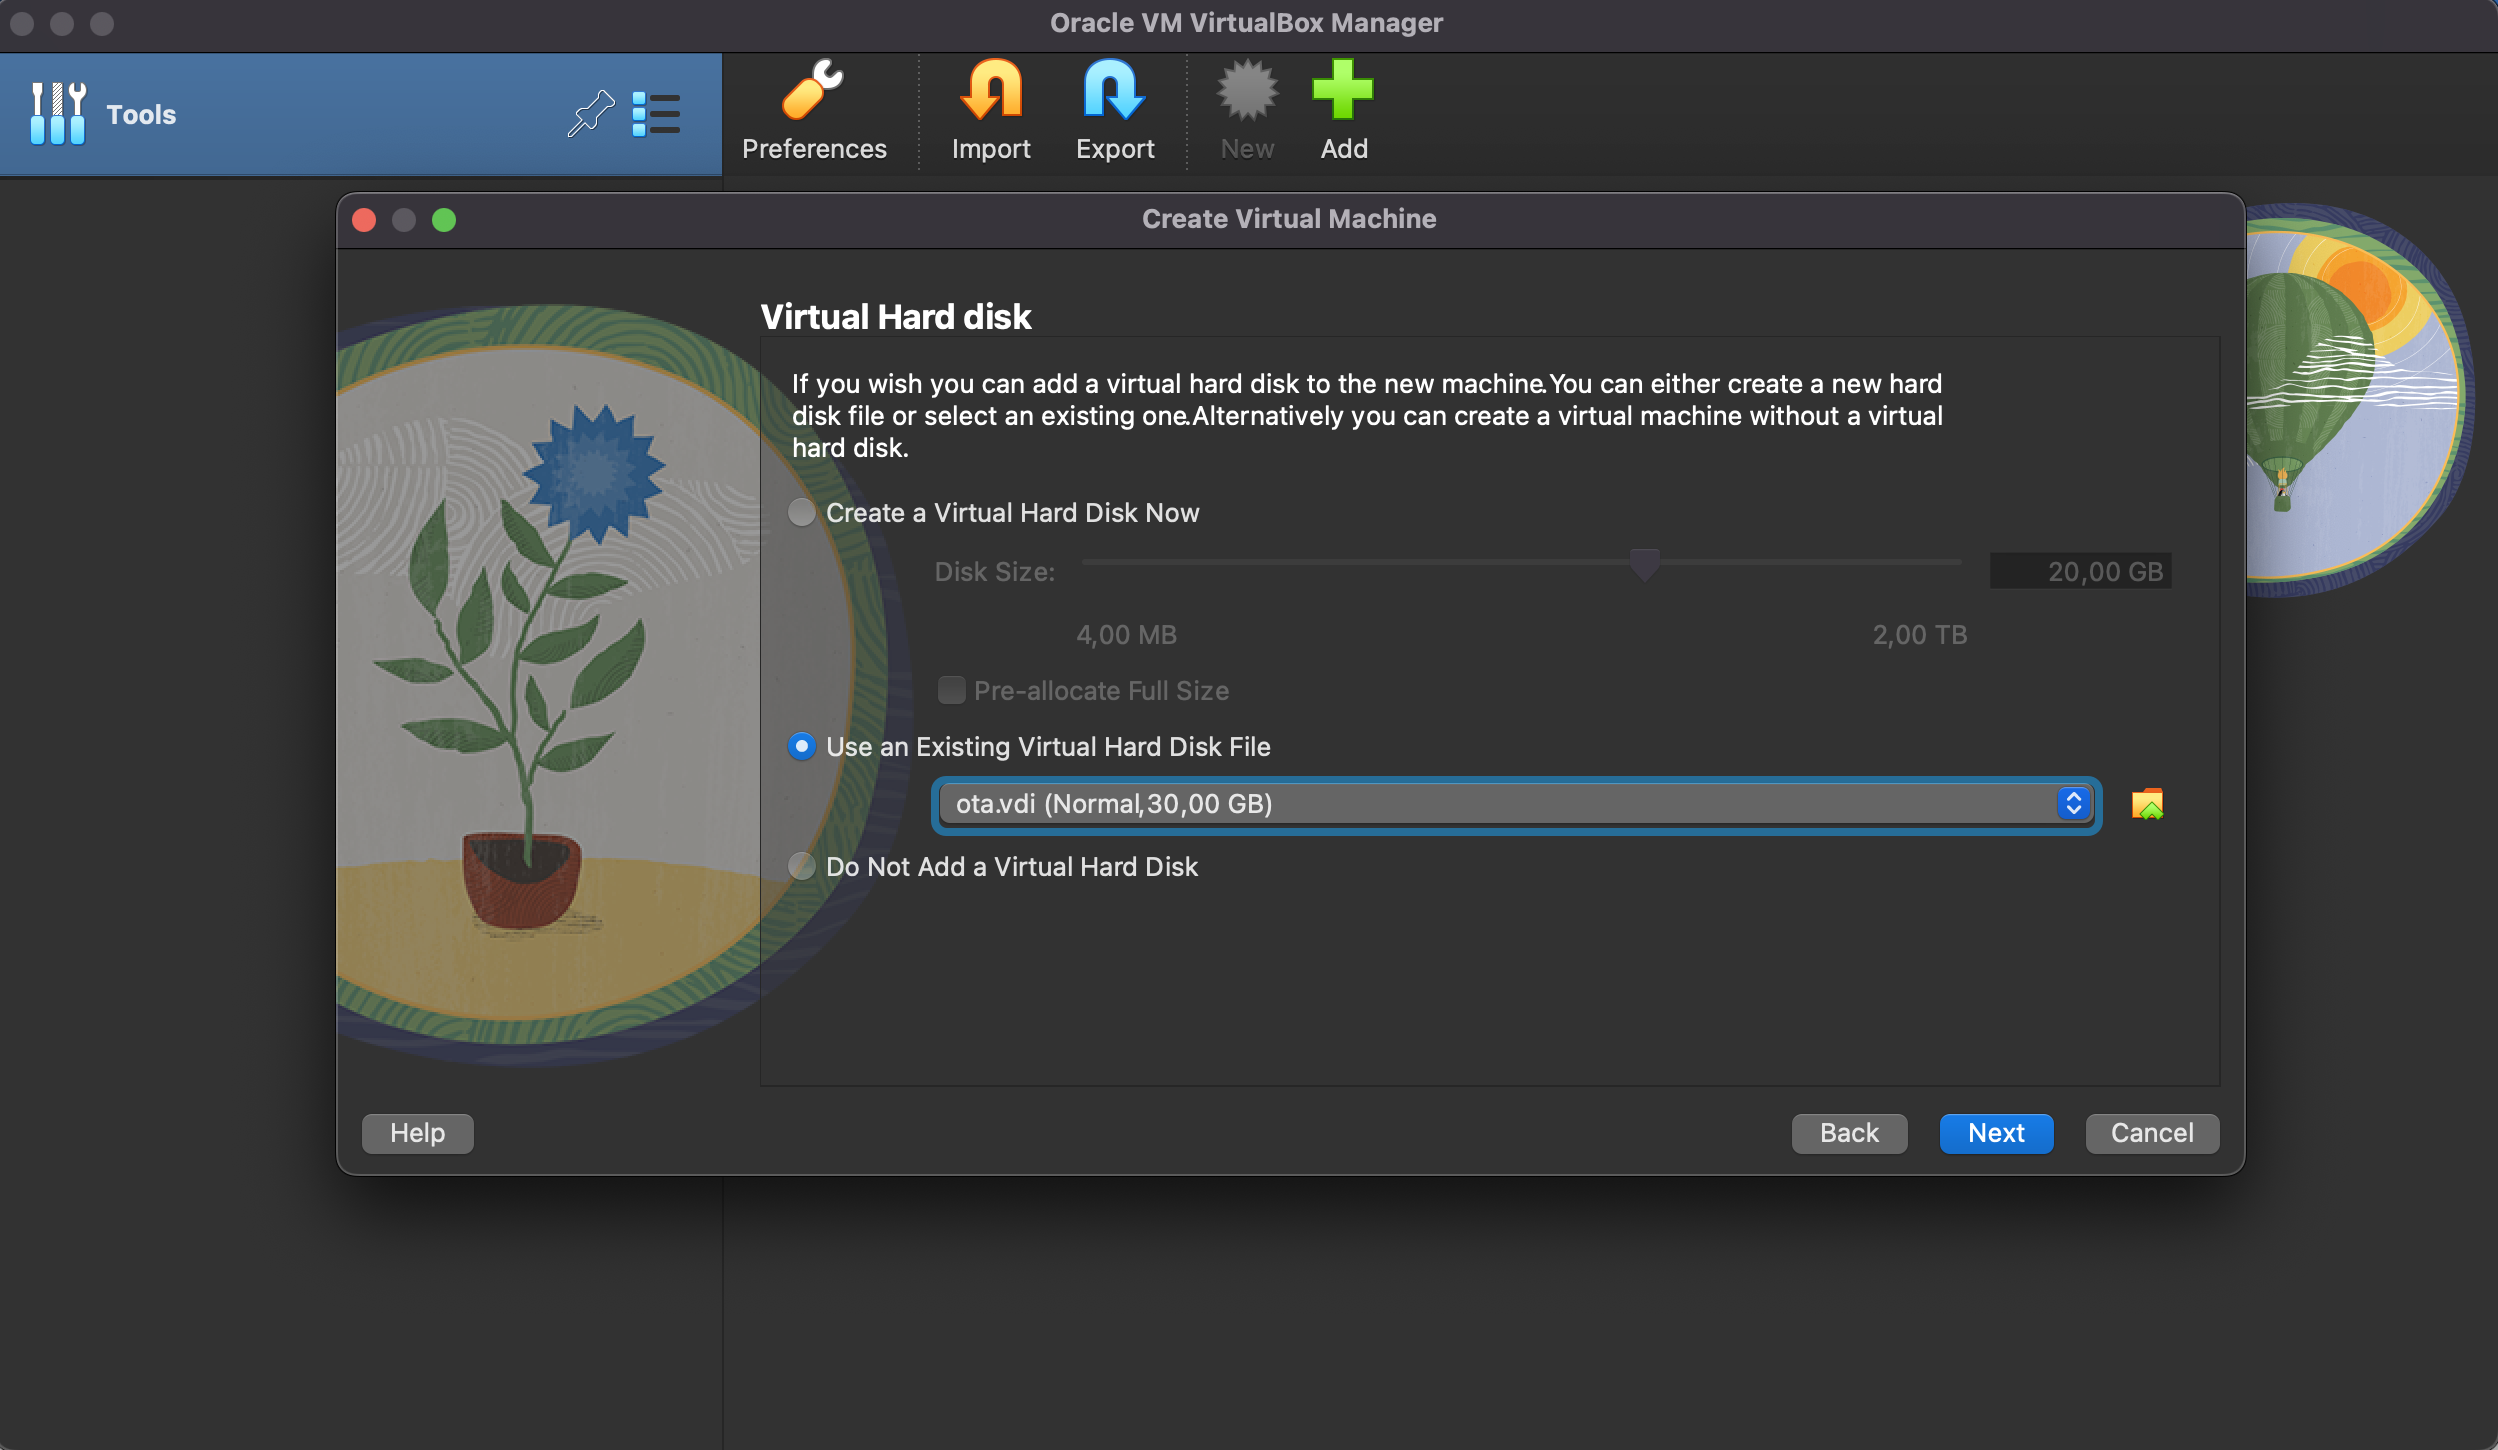 Oracle VM VirtualBox Manager
Tools
Preferences
Import
Export
New
Add
Create Virtual Machine
Virtual Hard disk
If you wish you can add a virtual hard disk to the new machine. You can either create a new hard
disk file or select an existing one. Alternatively you can create a virtual machine without a virtual
hard disk.
Create a Virtual Hard Disk Now
Disk Size:
20,00 GB
4,00 MB
2,00 TB
Pre-allocate Full Size
Use an Existing Virtual Hard Disk File
ota.vdi (Normal, 30,00 GB)
Do Not Add a Virtual Hard Disk
Help
Back
Next
Cancel